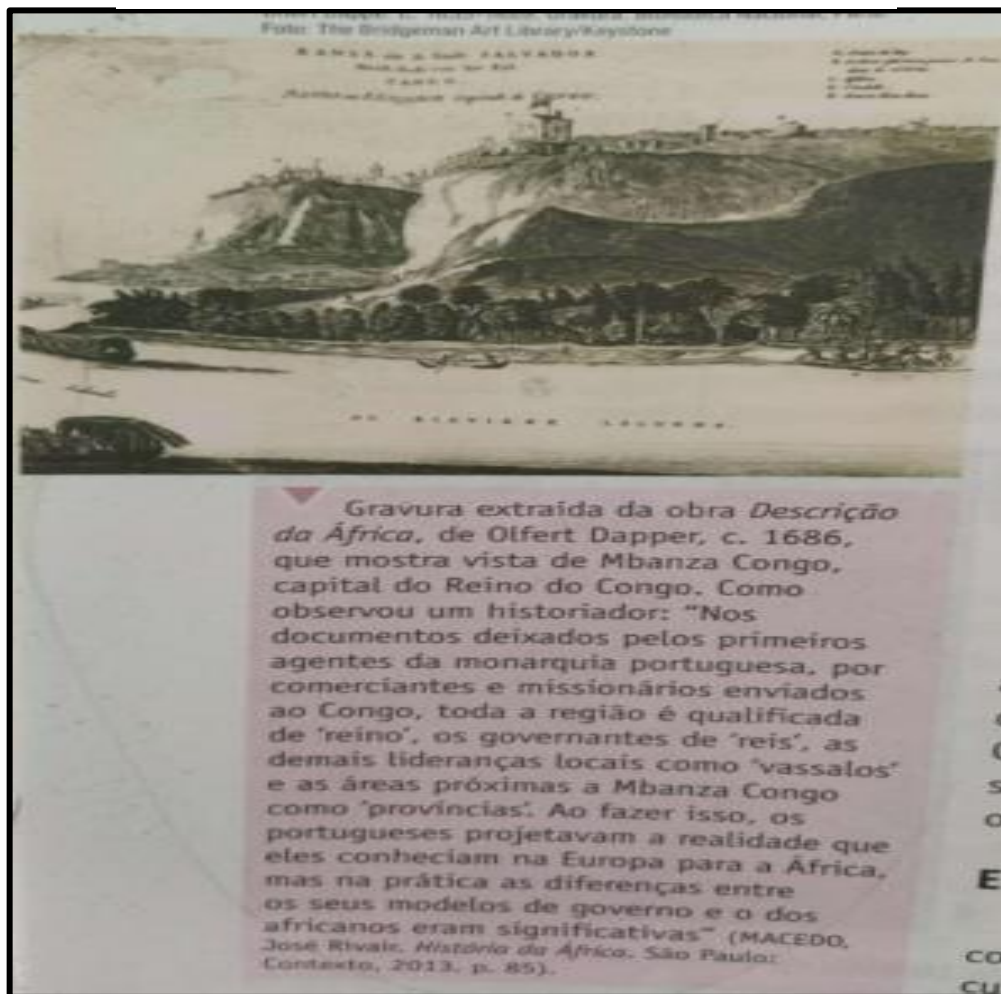 Foto: The Bridgeman Art Library/Keystone
SALVADOR
Gravura extraída da obra Descrição
da África, de Olfert Dapper, c. 1686,
que mostra vista de Mbanza Congo,
capital do Reino do Congo. Como
observou um historiador: “Nos
documentos deixados pelos primeiros
agentes da monarquia portuguesa, por
comerciantes e missionários enviados
ao Congo, toda a região é qualificada
de ‘reino’, os governantes de ‘reis’, as
demais lideranças locais como ‘vassalos’
e as áreas próximas a Mbanza Congo
como ‘províncias’. Ao fazer isso, os
portugueses projetavam a realidade que
eles conheciam na Europa para a África,
mas na prática as diferenças entre
os seus modelos de governo e o dos
africanos eram significativas” (MACEDO,
José Rivair. História da África. São Paulo:
Contexto, 2013. p. 85).
E
co
cu